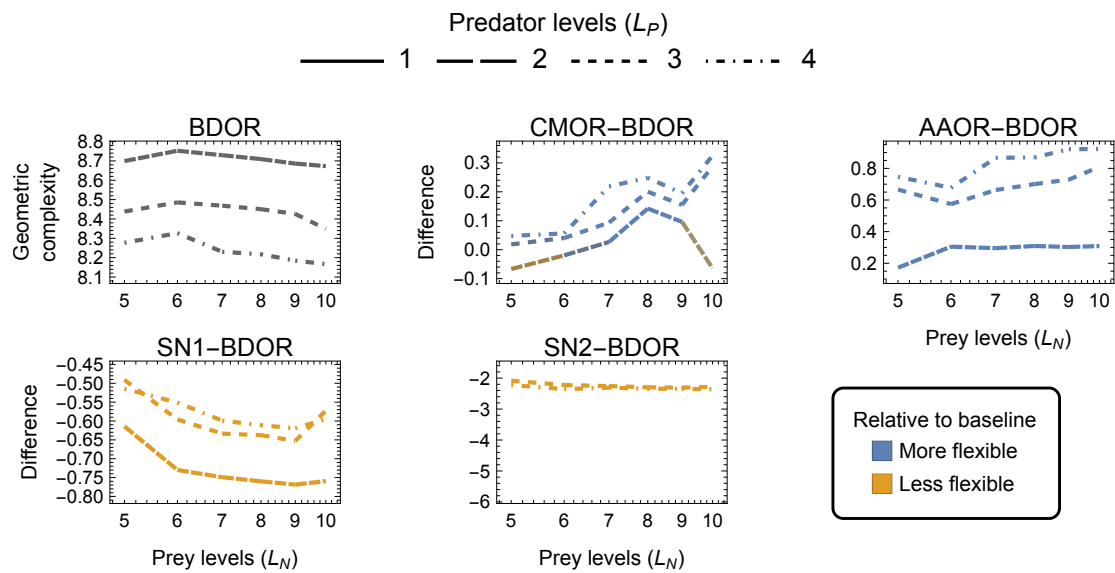 Predator levels (L_P)
1 2 3 4
BDOR
Geometric complexity
8.8
8.7
8.6
8.5
8.4
8.3
8.2
8.1
5 6 7 8 9 10
CMOR−BDOR
Difference
0.3
0.2
0.1
0.0
−0.1
5 6 7 8 9 10
AAOR−BDOR
0.8
0.6
0.4
0.2
5 6 7 8 9 10
Prey levels (L_N)
SN1−BDOR
Difference
−0.45
−0.50
−0.55
−0.60
−0.65
−0.70
−0.75
−0.80
5 6 7 8 9 10
Prey levels (L_N)
SN2−BDOR
−2
−3
−4
−5
−6
5 6 7 8 9 10
Prey levels (L_N)
Relative to baseline
More flexible
Less flexible